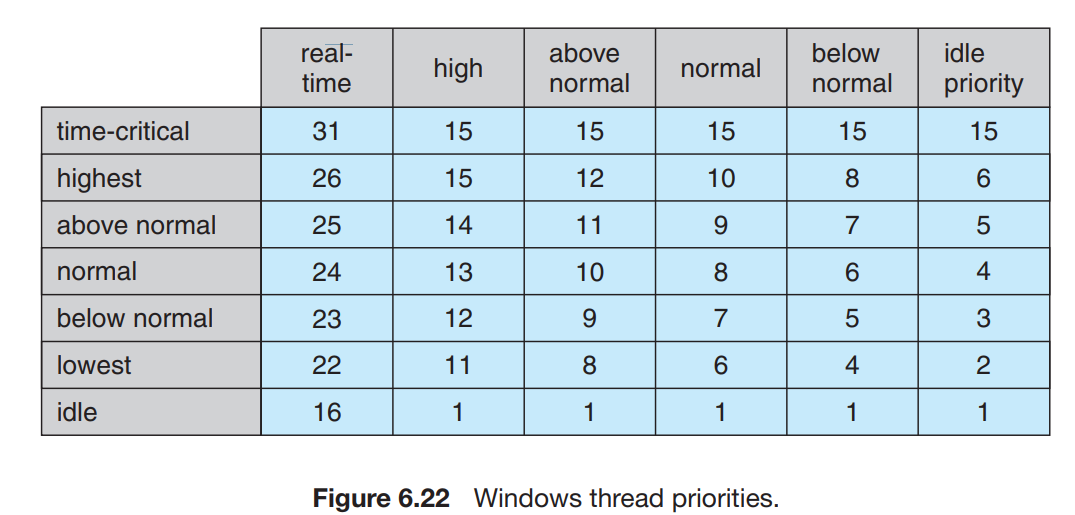 real-time high above normal normal below normal idle priority
time-critical 31 15 15 15 15 15
highest 26 15 12 10 8 6
above normal 25 14 11 9 7 5
normal 24 13 10 8 6 4
below normal 23 12 9 7 5 3
lowest 22 11 8 6 4 2
idle 16 1 1 1 1 1
Figure 6.22 Windows thread priorities.